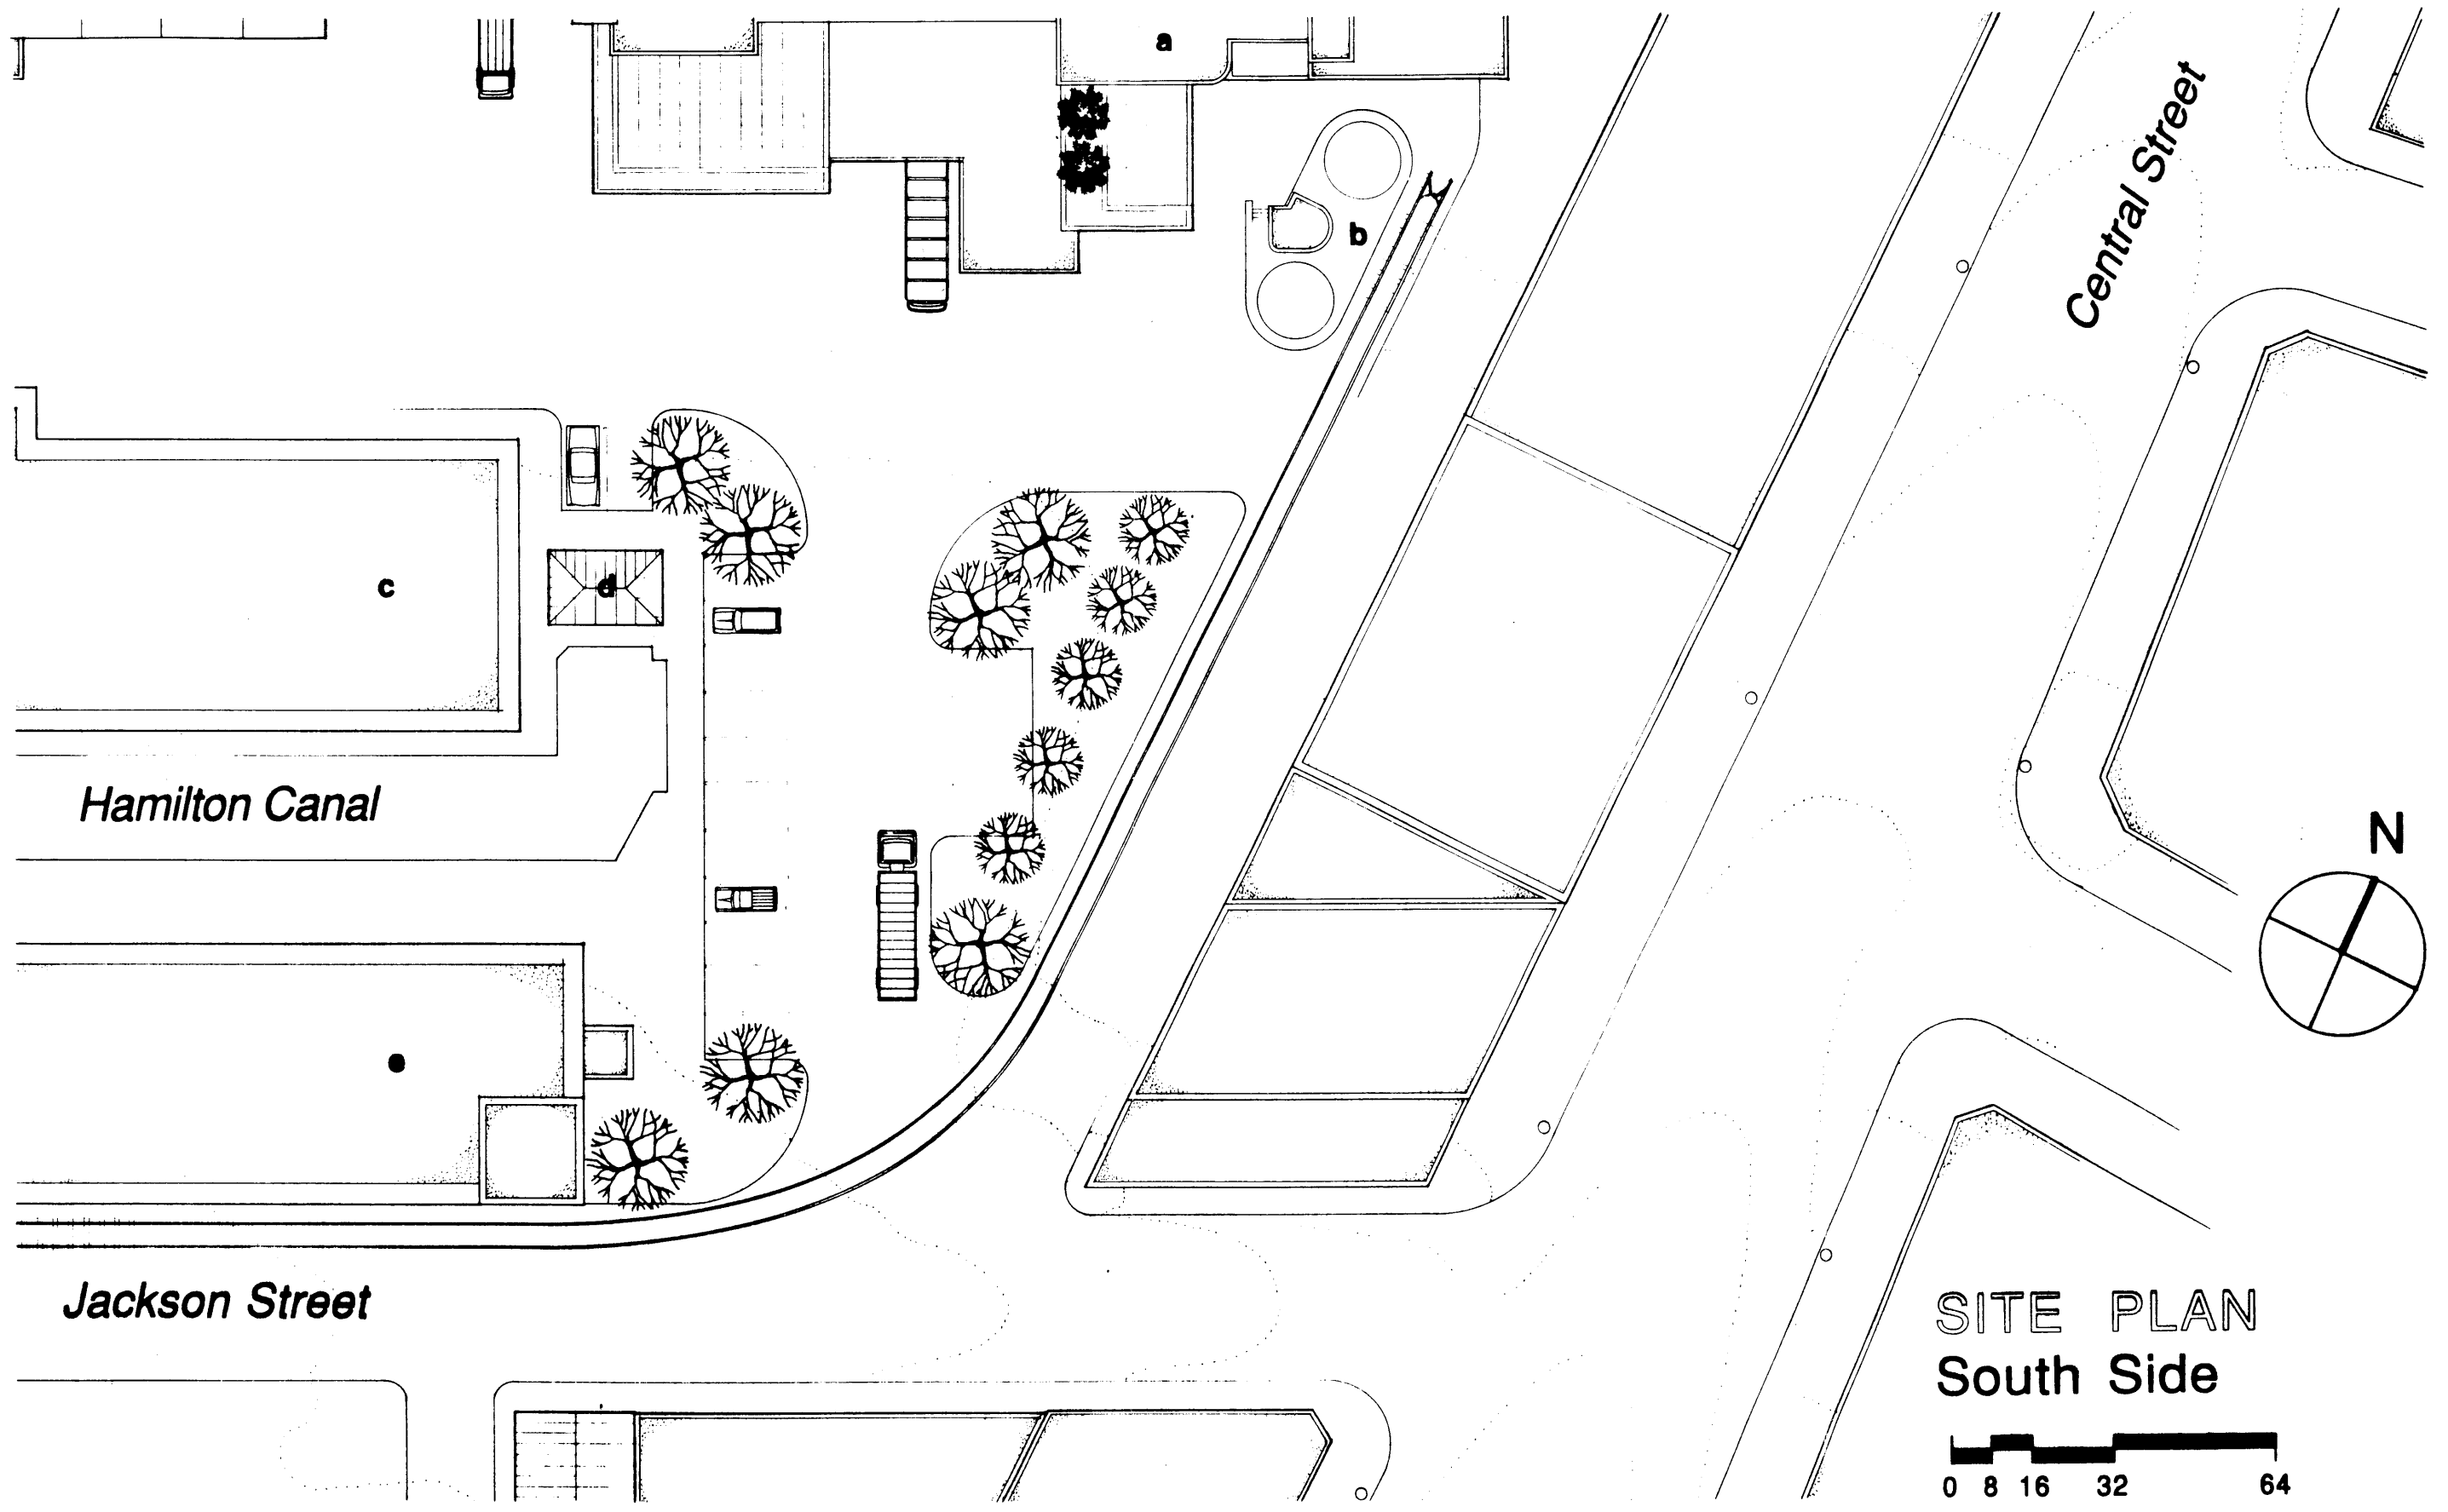 a
Central Street
b
c
d
Hamilton Canal
N
e
Jackson Street
SITE PLAN
South Side
0 8 16 32 64